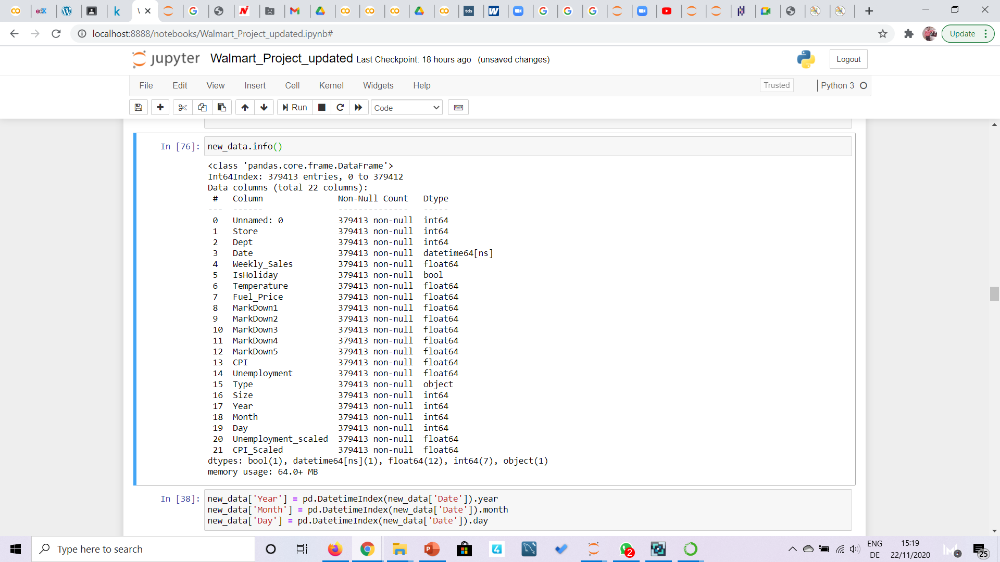 edX
k
\
tds
W
localhost:8888/notebooks/Walmart_Project_updated.ipynb#
Update
jupyter Walmart_Project_updated Last Checkpoint: 18 hours ago (unsaved changes)
Logout
File Edit View Insert Cell Kernel Widgets Help
Trusted
Python 3
Run
Code
In [76]: new_data.info()
<class 'pandas.core.frame.DataFrame'>
Int64Index: 379413 entries, 0 to 379412
Data columns (total 22 columns):
# Column Non-Null Count Dtype
--- ------ -------------- -----
0 Unnamed: 0 379413 non-null int64
1 Store 379413 non-null int64
2 Dept 379413 non-null int64
3 Date 379413 non-null datetime64[ns]
4 Weekly_Sales 379413 non-null float64
5 IsHoliday 379413 non-null bool
6 Temperature 379413 non-null float64
7 Fuel_Price 379413 non-null float64
8 MarkDown1 379413 non-null float64
9 MarkDown2 379413 non-null float64
10 MarkDown3 379413 non-null float64
11 MarkDown4 379413 non-null float64
12 MarkDown5 379413 non-null float64
13 CPI 379413 non-null float64
14 Unemployment 379413 non-null float64
15 Type 379413 non-null object
16 Size 379413 non-null int64
17 Year 379413 non-null int64
18 Month 379413 non-null int64
19 Day 379413 non-null int64
20 Unemployment_scaled 379413 non-null float64
21 CPI_Scaled 379413 non-null float64
dtypes: bool(1), datetime64[ns](1), float64(12), int64(7), object(1)
memory usage: 64.0+ MB
In [38]: new_data['Year'] = pd.DatetimeIndex(new_data['Date']).year
new_data['Month'] = pd.DatetimeIndex(new_data['Date']).month
new_data['Day'] = pd.DatetimeIndex(new_data['Date']).day
Type here to search
4
2
ENG
DE
15:19
22/11/2020
3
25